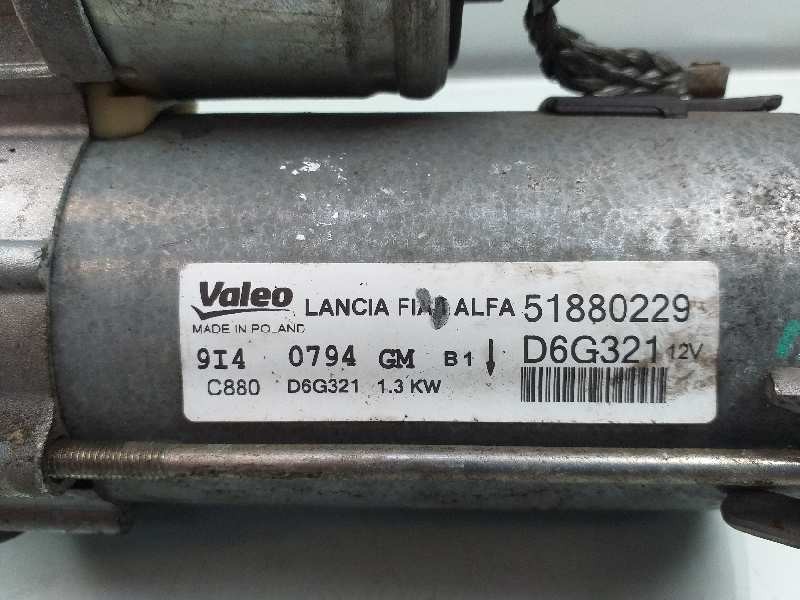 Valeo LANCIA FIAT ALFA 51880229
MADE IN POLAND D6G321 12V
9I4 0794 GM B1
C880 D6G321 1.3 KW